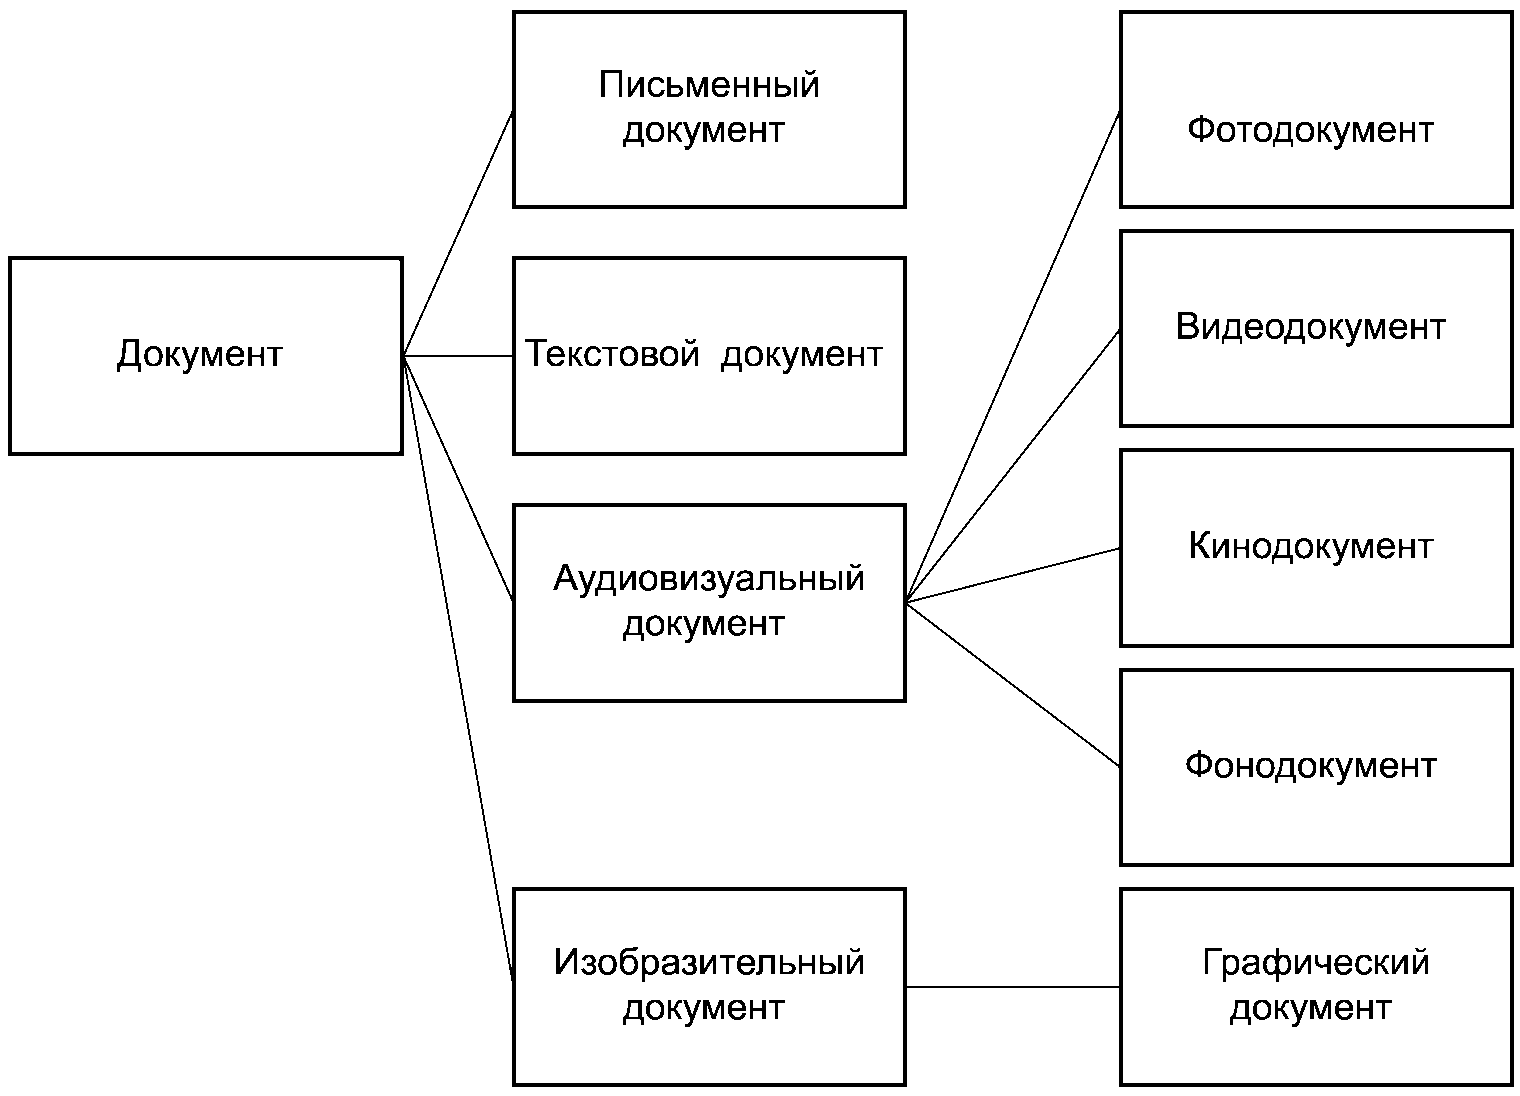 Документ
Письменный
документ
Текстовой документ
Аудиовизуальный
документ
Изобразительный
документ
Фотодокумент
Видеодокумент
Кинодокумент
Фонодокумент
Графический
документ